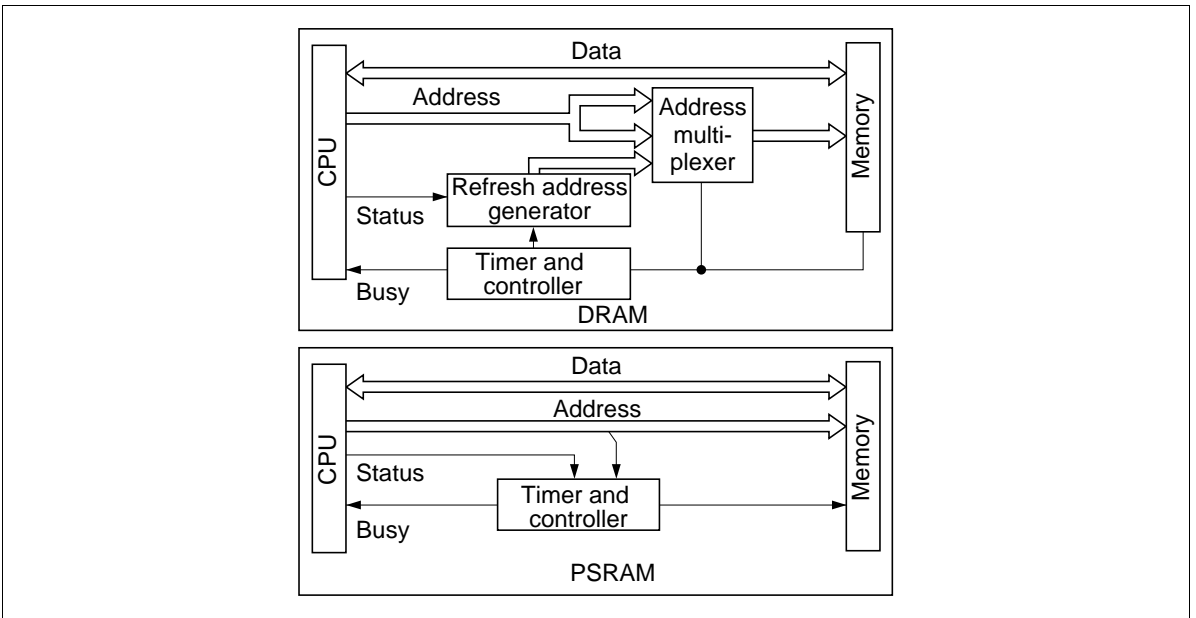 Data
Address
Address
multi-
plexer
CPU
Memory
Refresh address
generator
Status
Timer and
controller
Busy
DRAM
Data
Address
CPU
Memory
Status
Timer and
controller
Busy
PSRAM